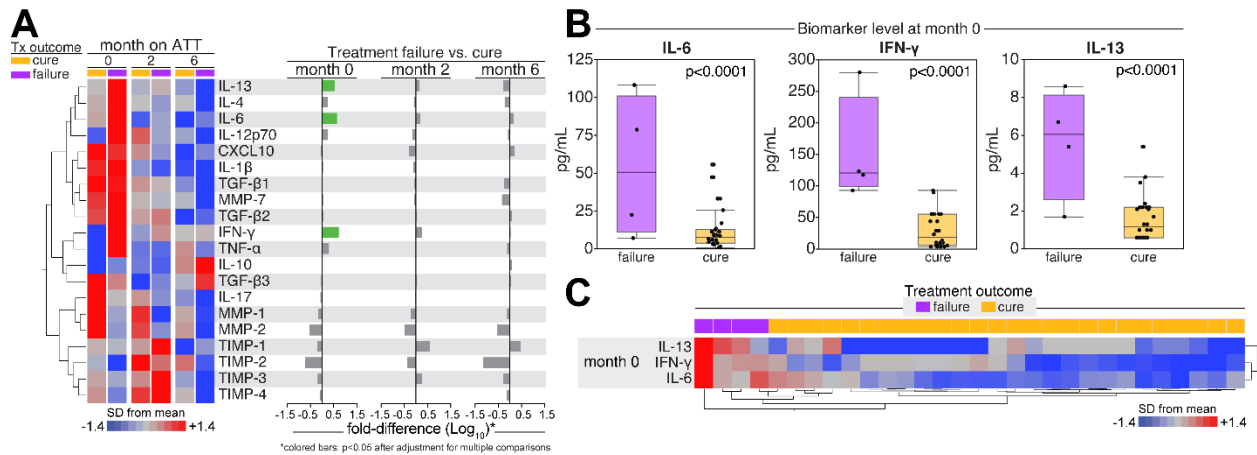 A
Tx outcome
cure
failure
month on ATT
0 2 6
Treatment failure vs. cure
month 0 month 2 month 6
IL-13
IL-4
IL-6
IL-12p70
CXCL10
IL-1β
TGF-β1
MMP-7
TGF-β2
IFN-γ
TNF-α
IL-10
TGF-β3
IL-17
MMP-1
MMP-2
TIMP-1
TIMP-2
TIMP-3
TIMP-4
SD from mean
-1.4 +1.4
-1.5 -0.5 0.5 1.5 -1.5 -0.5 0.5 1.5 -1.5 -0.5 0.5 1.5
fold-difference (Log10)*
*colored bars: p<0.05 after adjustment for multiple comparisons
B
Biomarker level at month 0
IL-6
p<0.0001
pg/mL
125
100
75
50
25
0
failure cure
IFN-γ
p<0.0001
pg/mL
300
250
200
150
100
50
0
failure cure
IL-13
p<0.0001
pg/mL
10
8
6
4
2
0
failure cure
C
Treatment outcome
failure cure
month 0
IL-13
IFN-γ
IL-6
SD from mean
-1.4 +1.4